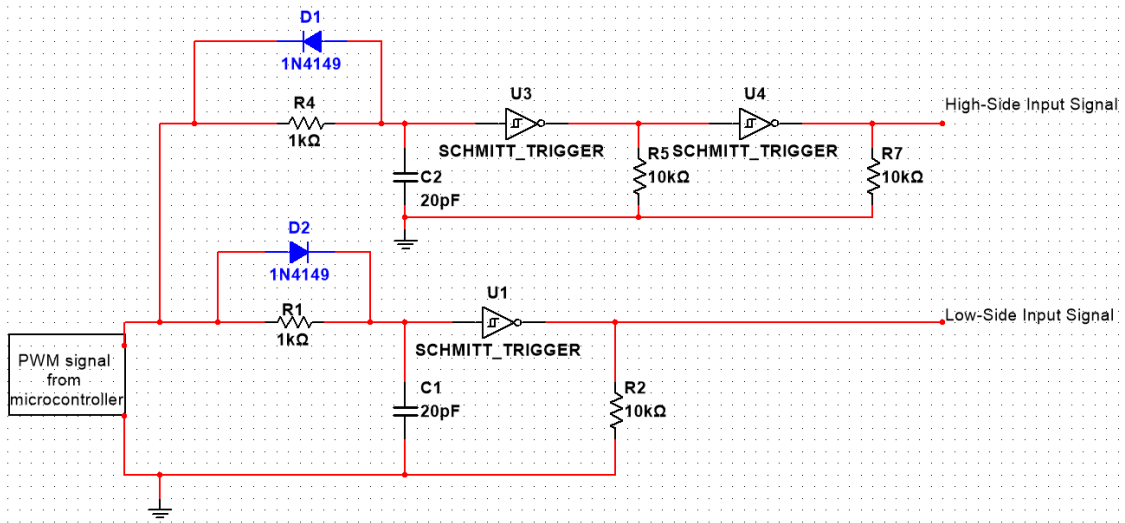 D1
1N4149
R4
1kΩ
U3
SCHMITT_TRIGGER
U4
SCHMITT_TRIGGER
High-Side Input Signal
C2
20pF
R5
10kΩ
R7
10kΩ
D2
1N4149
R1
1kΩ
U1
SCHMITT_TRIGGER
Low-Side Input Signal
PWM signal
from
microcontroller
C1
20pF
R2
10kΩ